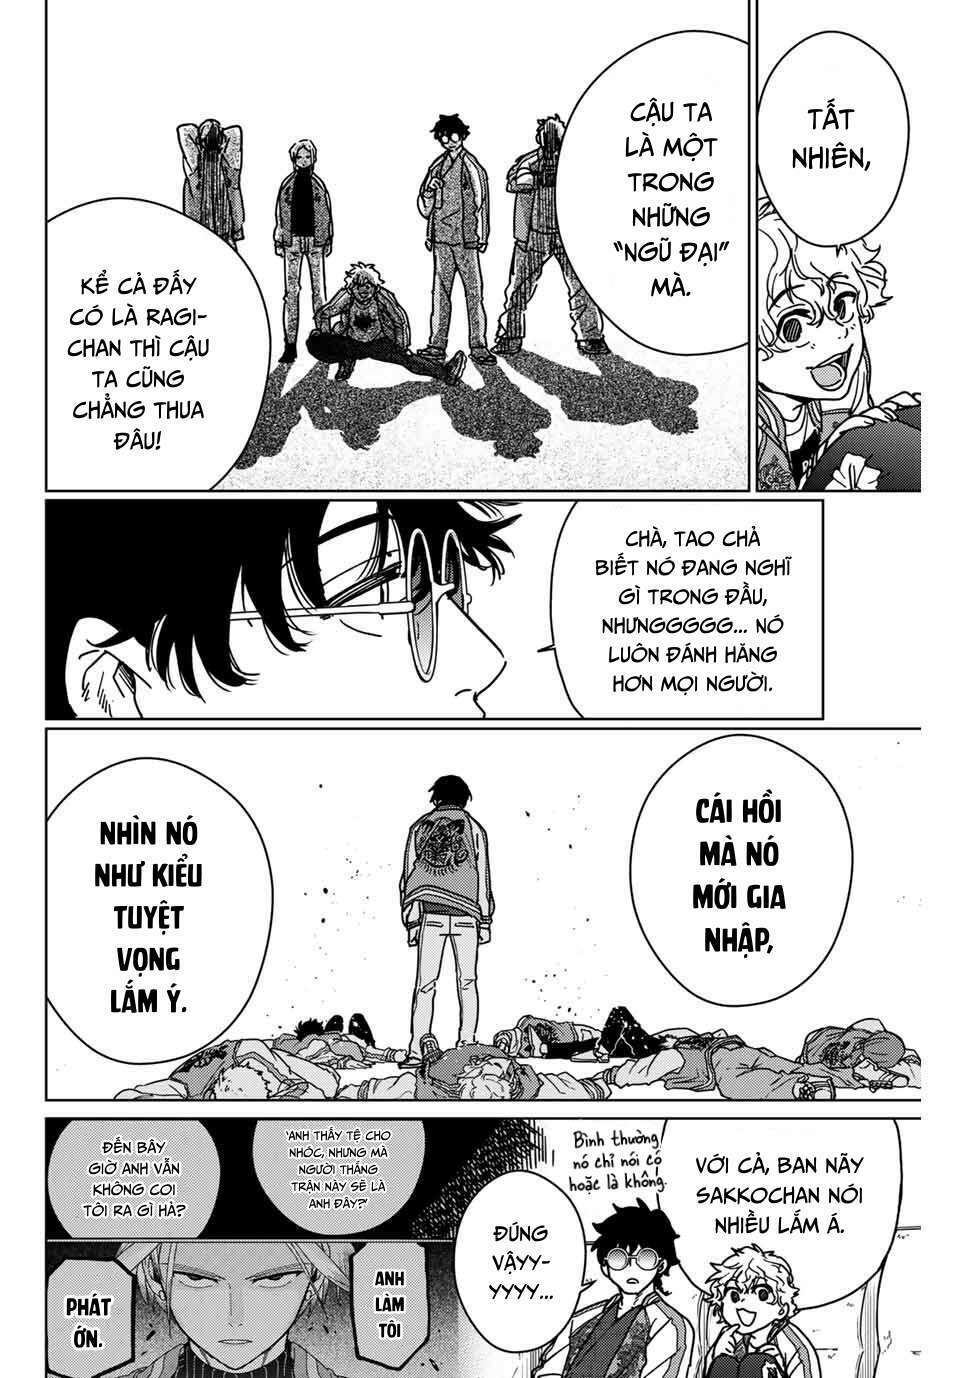 TẤT
NHIÊN,
CẬU TA
LÀ MỘT
TRONG
NHỮNG
"NGŨ ĐẠI"
MÀ.
KỂ CẢ ĐẤY
CÓ LÀ RAGI-
CHAN THÌ CẬU
TA CŨNG
CHẲNG THUA
ĐÂU!
CHÀ, TAO CHẢ
BIẾT NÓ ĐANG NGHĨ
GÌ TRONG ĐẦU,
NHƯNGGGGG... NÓ
LUÔN ĐÁNH HĂNG
HƠN MỌI NGƯỜI.
CÁI HỒI
MÀ NÓ
MỚI GIA
NHẬP,
NHÌN NÓ
NHƯ KIỂU
TUYỆT
VỌNG
LẮM Ý.
VỚI CẢ, BAN NÃY
SAKKOCHAN NÓI
NHIỀU LẮM Á.
Bình thường
nó chỉ nói có
hoặc là không.
ĐÚNG
VẬYY-
YYYY...
'ANH THẤY TỆ CHO
NHÓC, NHƯNG MÀ
NGƯỜI THẮNG
TRẬN NÀY SẼ LÀ
ANH ĐÂY?'
ĐẾN BÂY
GIỜ ANH VẪN
KHÔNG COI
TÔI RA GÌ HẢ?
ANH
LÀM
TÔI
PHÁT
ỚN.